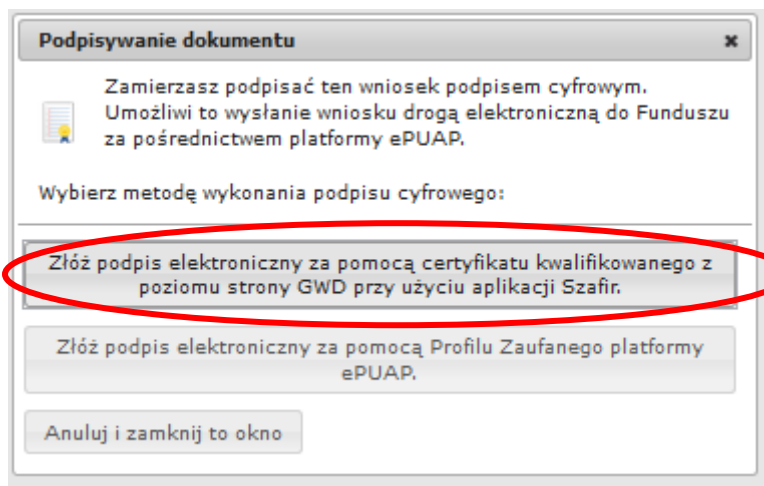 Podpisywanie dokumentu
Zamierzasz podpisać ten wniosek podpisem cyfrowym.
Umożliwi to wysłanie wniosku drogą elektroniczną do Funduszu
za pośrednictwem platformy ePUAP.
Wybierz metodę wykonania podpisu cyfrowego:
Złóż podpis elektroniczny za pomocą certyfikatu kwalifikowanego z
poziomu strony GWD przy użyciu aplikacji Szafir.
Złóż podpis elektroniczny za pomocą Profilu Zaufanego platformy
ePUAP.
Anuluj i zamknij to okno